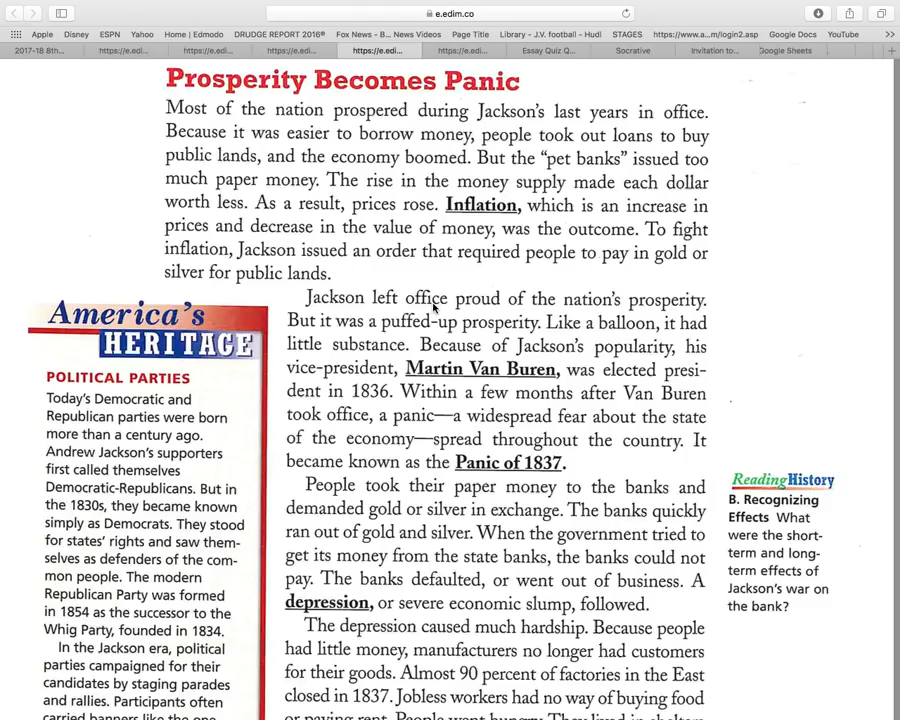 e.edim.co
Apple Disney ESPN Yahoo Home | Edmodo DRUDGE REPORT 2016® Fox News - B... News Videos Page Title Library - J.V. football - Hudl STAGES https://www.a...m/login2.asp Google Docs YouTube >>
2017-18 8th... https://e.edi... https://e.edi... https://e.edi... https://e.edi... https://e.edi... Essay Quiz Q... Socrative Invitation to... Google Sheets +
Prosperity Becomes Panic
Most of the nation prospered during Jackson's last years in office.
Because it was easier to borrow money, people took out loans to buy
public lands, and the economy boomed. But the “pet banks” issued too
much paper money. The rise in the money supply made each dollar
worth less. As a result, prices rose. Inflation, which is an increase in
prices and decrease in the value of money, was the outcome. To fight
inflation, Jackson issued an order that required people to pay in gold or
silver for public lands.
Jackson left office proud of the nation's prosperity.
But it was a puffed-up prosperity. Like a balloon, it had
little substance. Because of Jackson's popularity, his
vice-president, Martin Van Buren, was elected presi-
dent in 1836. Within a few months after Van Buren
took office, a panic—a widespread fear about the state
of the economy—spread throughout the country. It
became known as the Panic of 1837.
People took their paper money to the banks and
demanded gold or silver in exchange. The banks quickly
ran out of gold and silver. When the government tried to
get its money from the state banks, the banks could not
pay. The banks defaulted, or went out of business. A
depression, or severe economic slump, followed.
The depression caused much hardship. Because people
had little money, manufacturers no longer had customers
for their goods. Almost 90 percent of factories in the East
closed in 1837. Jobless workers had no way of buying food
or paying rent. People went hungry. They lived in shelters
America's
HERITAGE
POLITICAL PARTIES
Today's Democratic and
Republican parties were born
more than a century ago.
Andrew Jackson's supporters
first called themselves
Democratic-Republicans. But in
the 1830s, they became known
simply as Democrats. They stood
for states' rights and saw them-
selves as defenders of the com-
mon people. The modern
Republican Party was formed
in 1854 as the successor to the
Whig Party, founded in 1834.
In the Jackson era, political
parties campaigned for their
candidates by staging parades
and rallies. Participants often
carried banners like the one
ReadingHistory
B. Recognizing
Effects What
were the short-
term and long-
term effects of
Jackson's war on
the bank?